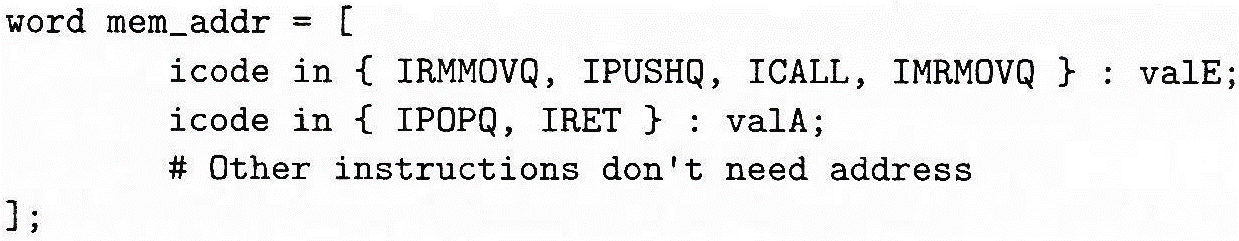 word mem_addr = [
        icode in { IRMMOVQ, IPUSHQ, ICALL, IMRMOVQ } : valE;
        icode in { IPOPQ, IRET } : valA;
        # Other instructions don't need address
];